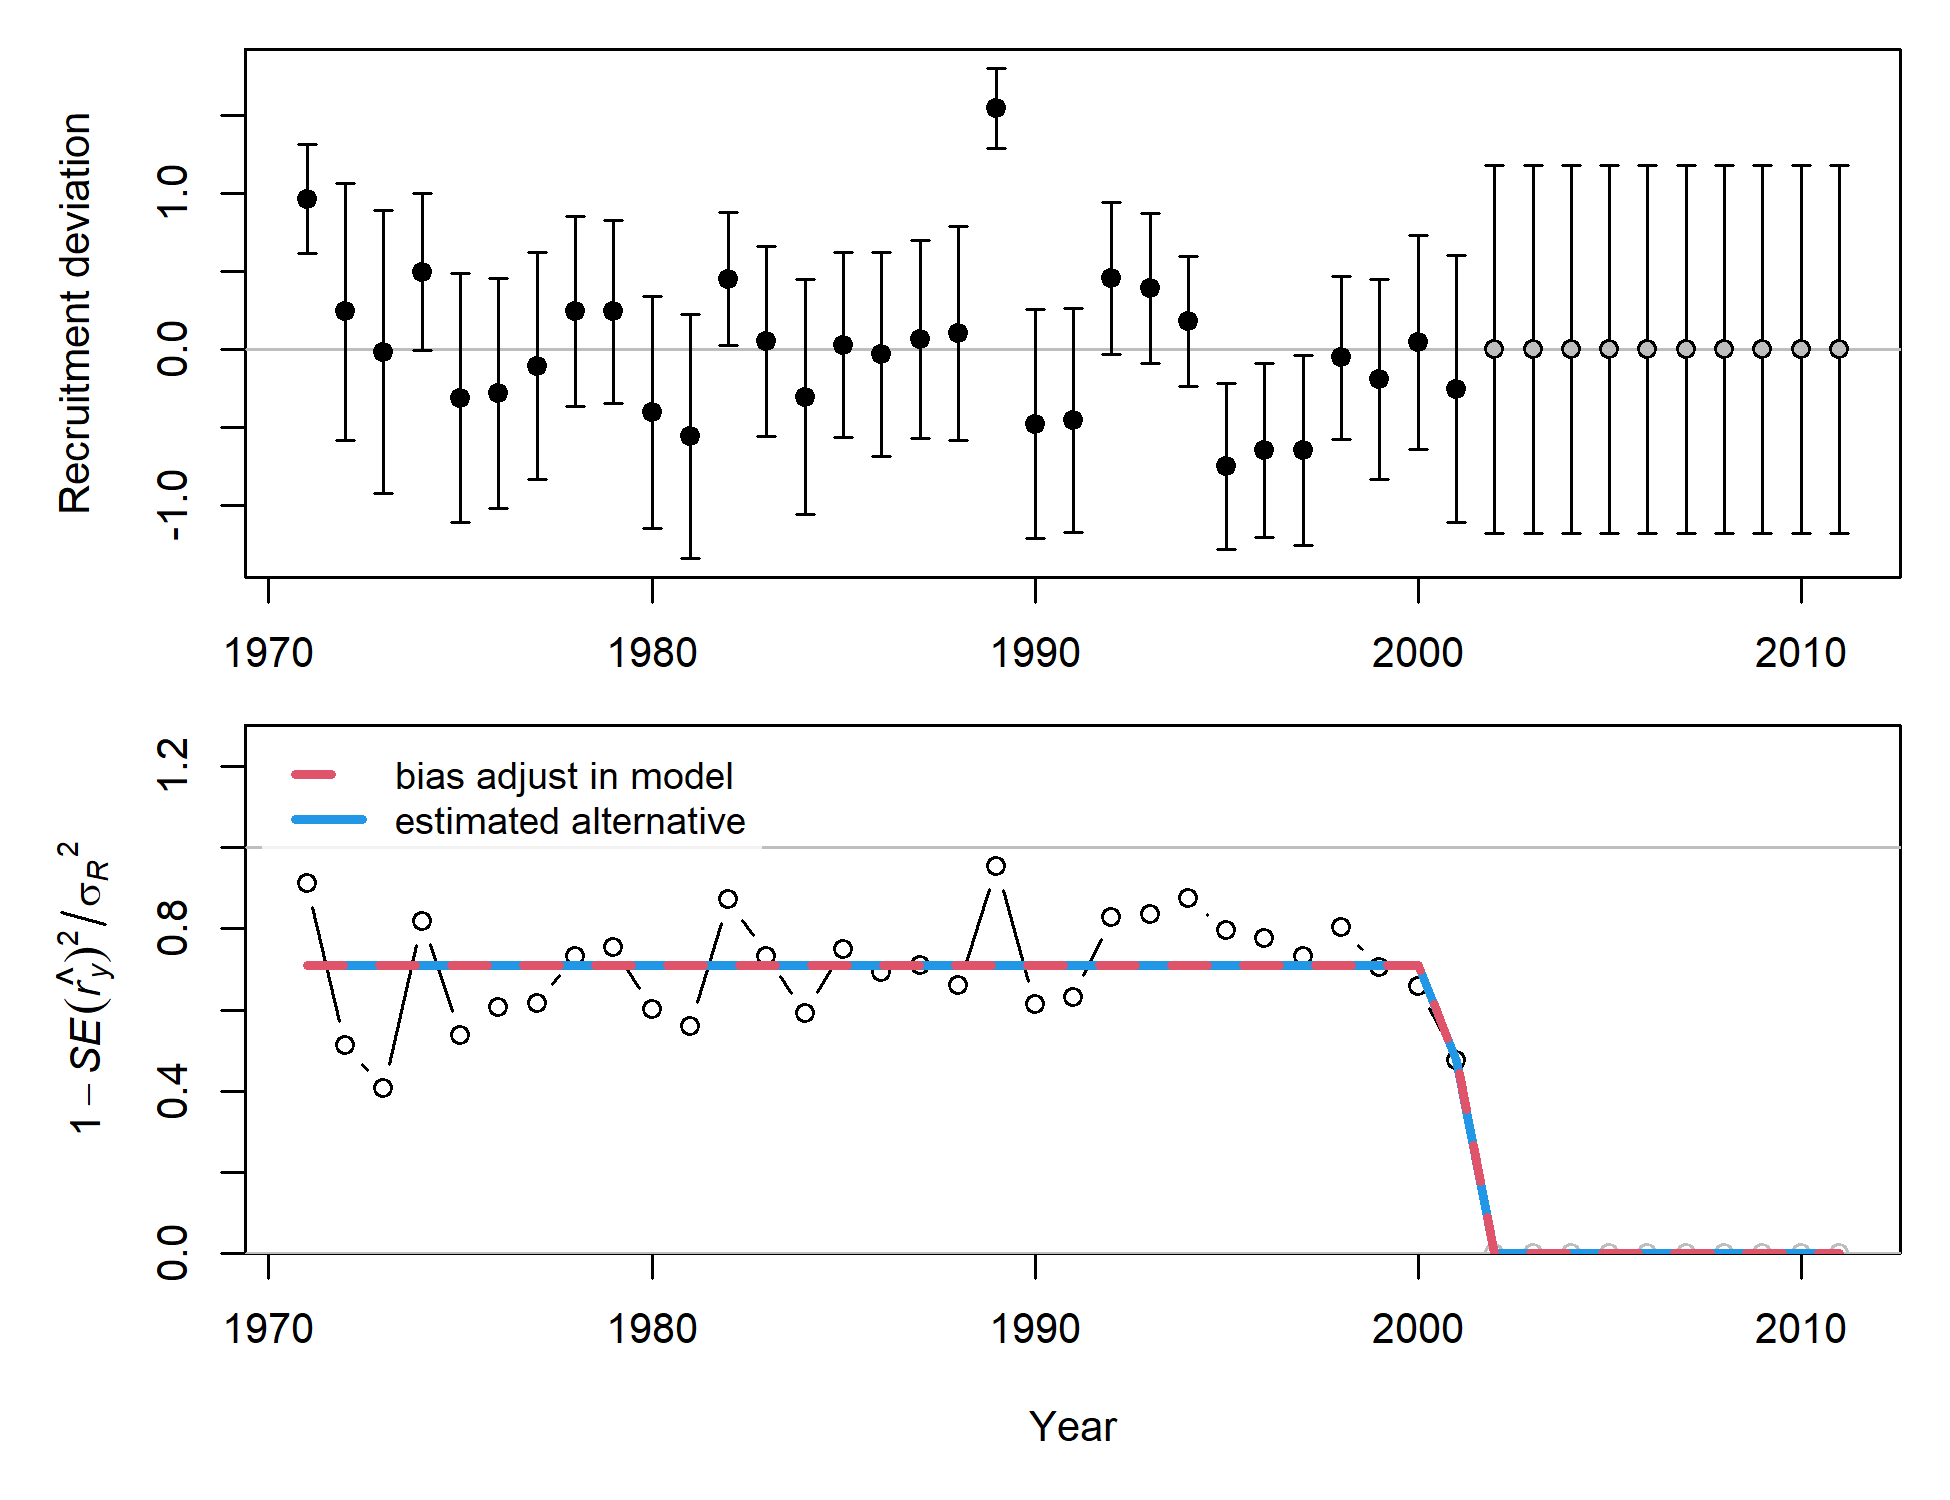 Recruitment deviation
1.0
0.0
-1.0
1970 1980 1990 2000 2010
bias adjust in model
estimated alternative
1 − SE(r̂y)² / σR²
1.2
0.8
0.4
0.0
1970 1980 1990 2000 2010
Year